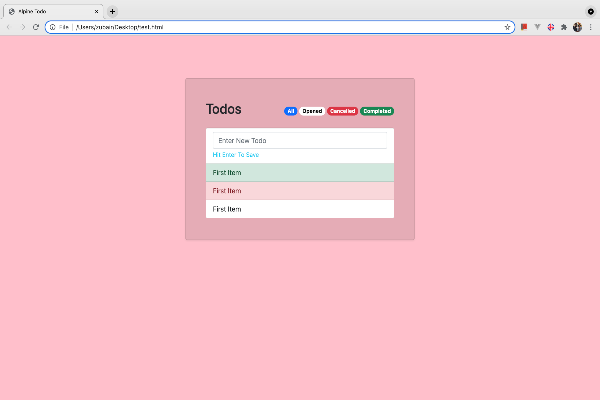 Alpine Todo
File /Users/zubair/Desktop/test.html
Todos
All Opened Cancelled Completed
Enter New Todo
Hit Enter To Save
First Item
First Item
First Item